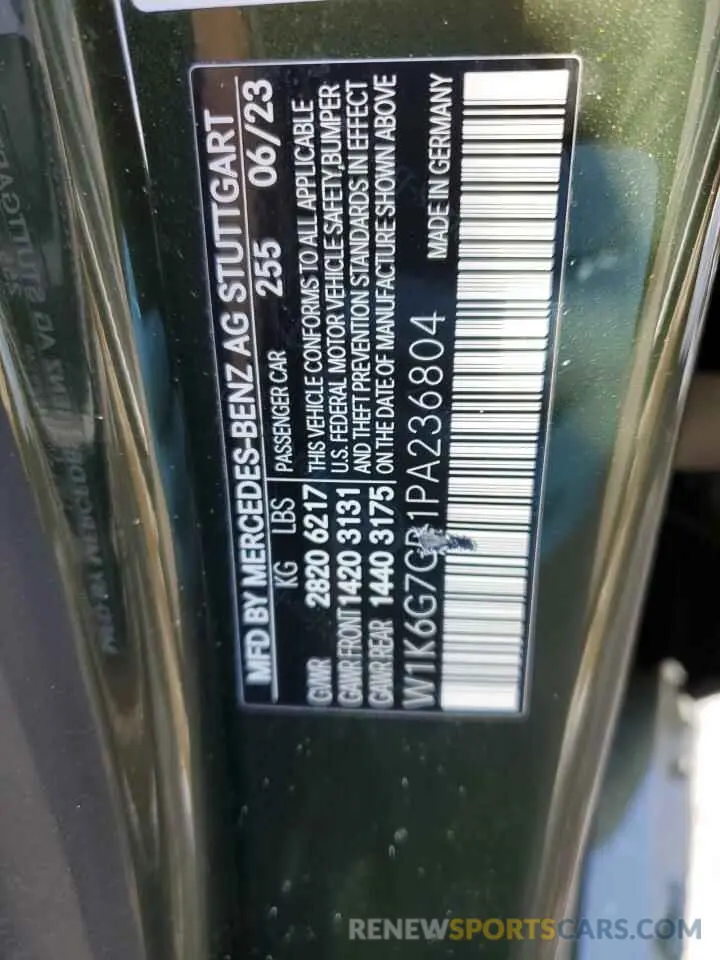 MFD BY MERCEDES-BENZ AG STUTTGART
KG LBS PASSENGER CAR 255 06/23
GVWR 2820 6217 THIS VEHICLE CONFORMS TO ALL APPLICABLE
GAWR FRONT 1420 3131 U.S. FEDERAL MOTOR VEHICLE SAFETY, BUMPER
GAWR REAR 1440 3175 AND THEFT PREVENTION STANDARDS IN EFFECT
ON THE DATE OF MANUFACTURE SHOWN ABOVE
MADE IN GERMANY
RENEWSPORTSCARS.COM